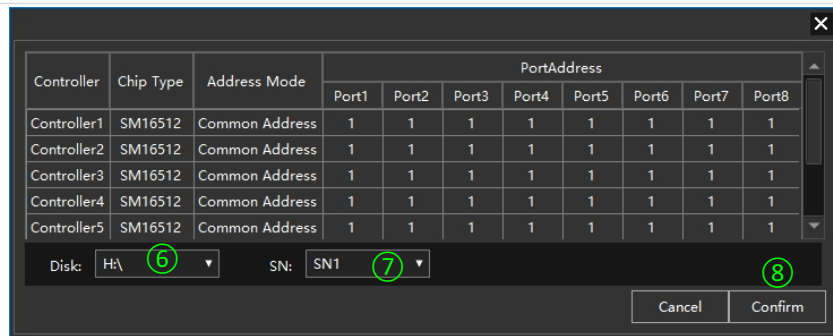 ×
Controller Chip Type Address Mode PortAddress
Port1 Port2 Port3 Port4 Port5 Port6 Port7 Port8
Controller1 SM16512 Common Address 1 1 1 1 1 1 1 1
Controller2 SM16512 Common Address 1 1 1 1 1 1 1 1
Controller3 SM16512 Common Address 1 1 1 1 1 1 1 1
Controller4 SM16512 Common Address 1 1 1 1 1 1 1 1
Controller5 SM16512 Common Address 1 1 1 1 1 1 1 1
Disk: H:\ ⑥ SN: SN1 ⑦
⑧
Cancel Confirm